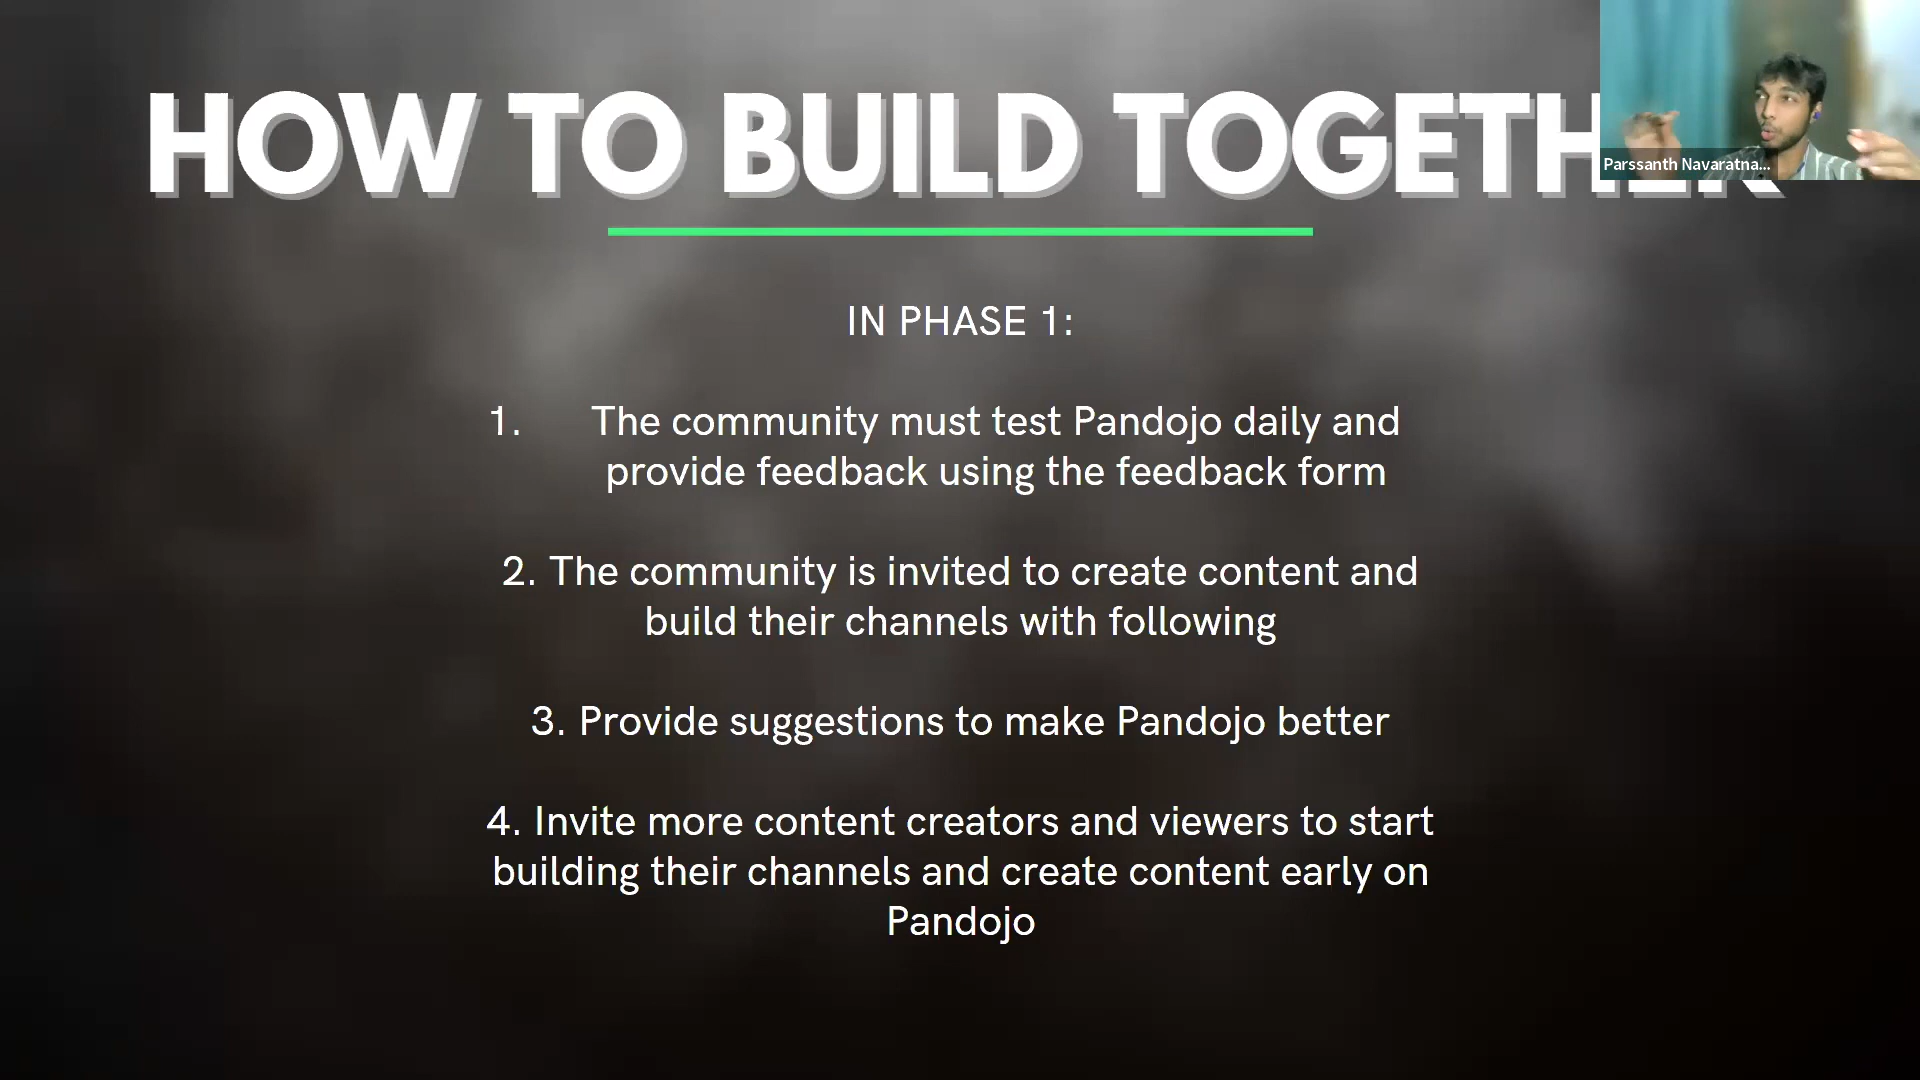 HOW TO BUILD TOGETHER
Parssanth Navaratna...
IN PHASE 1:
1. The community must test Pandojo daily and
provide feedback using the feedback form
2. The community is invited to create content and
build their channels with following
3. Provide suggestions to make Pandojo better
4. Invite more content creators and viewers to start
building their channels and create content early on
Pandojo